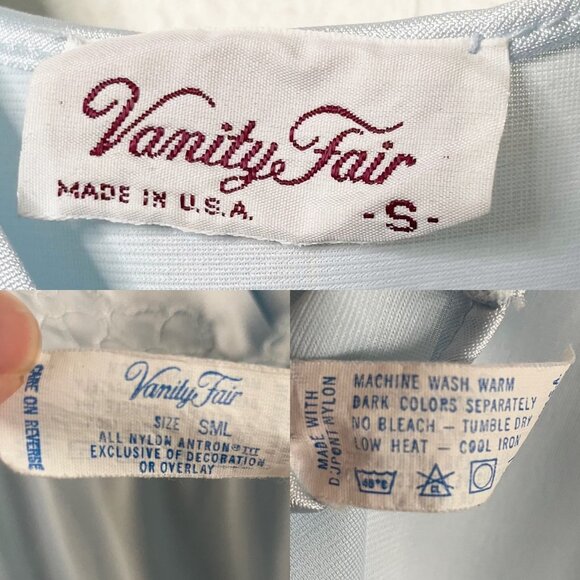 Vanity Fair
MADE IN U.S.A.
-S-
CARE ON REVERSE
Vanity Fair
SIZE SML
ALL NYLON ANTRON III
EXCLUSIVE OF DECORATION
OR OVERLAY
MADE WITH
DUPONT NYLON
MACHINE WASH WARM
DARK COLORS SEPARATELY
NO BLEACH – TUMBLE DRY
LOW HEAT – COOL IRON